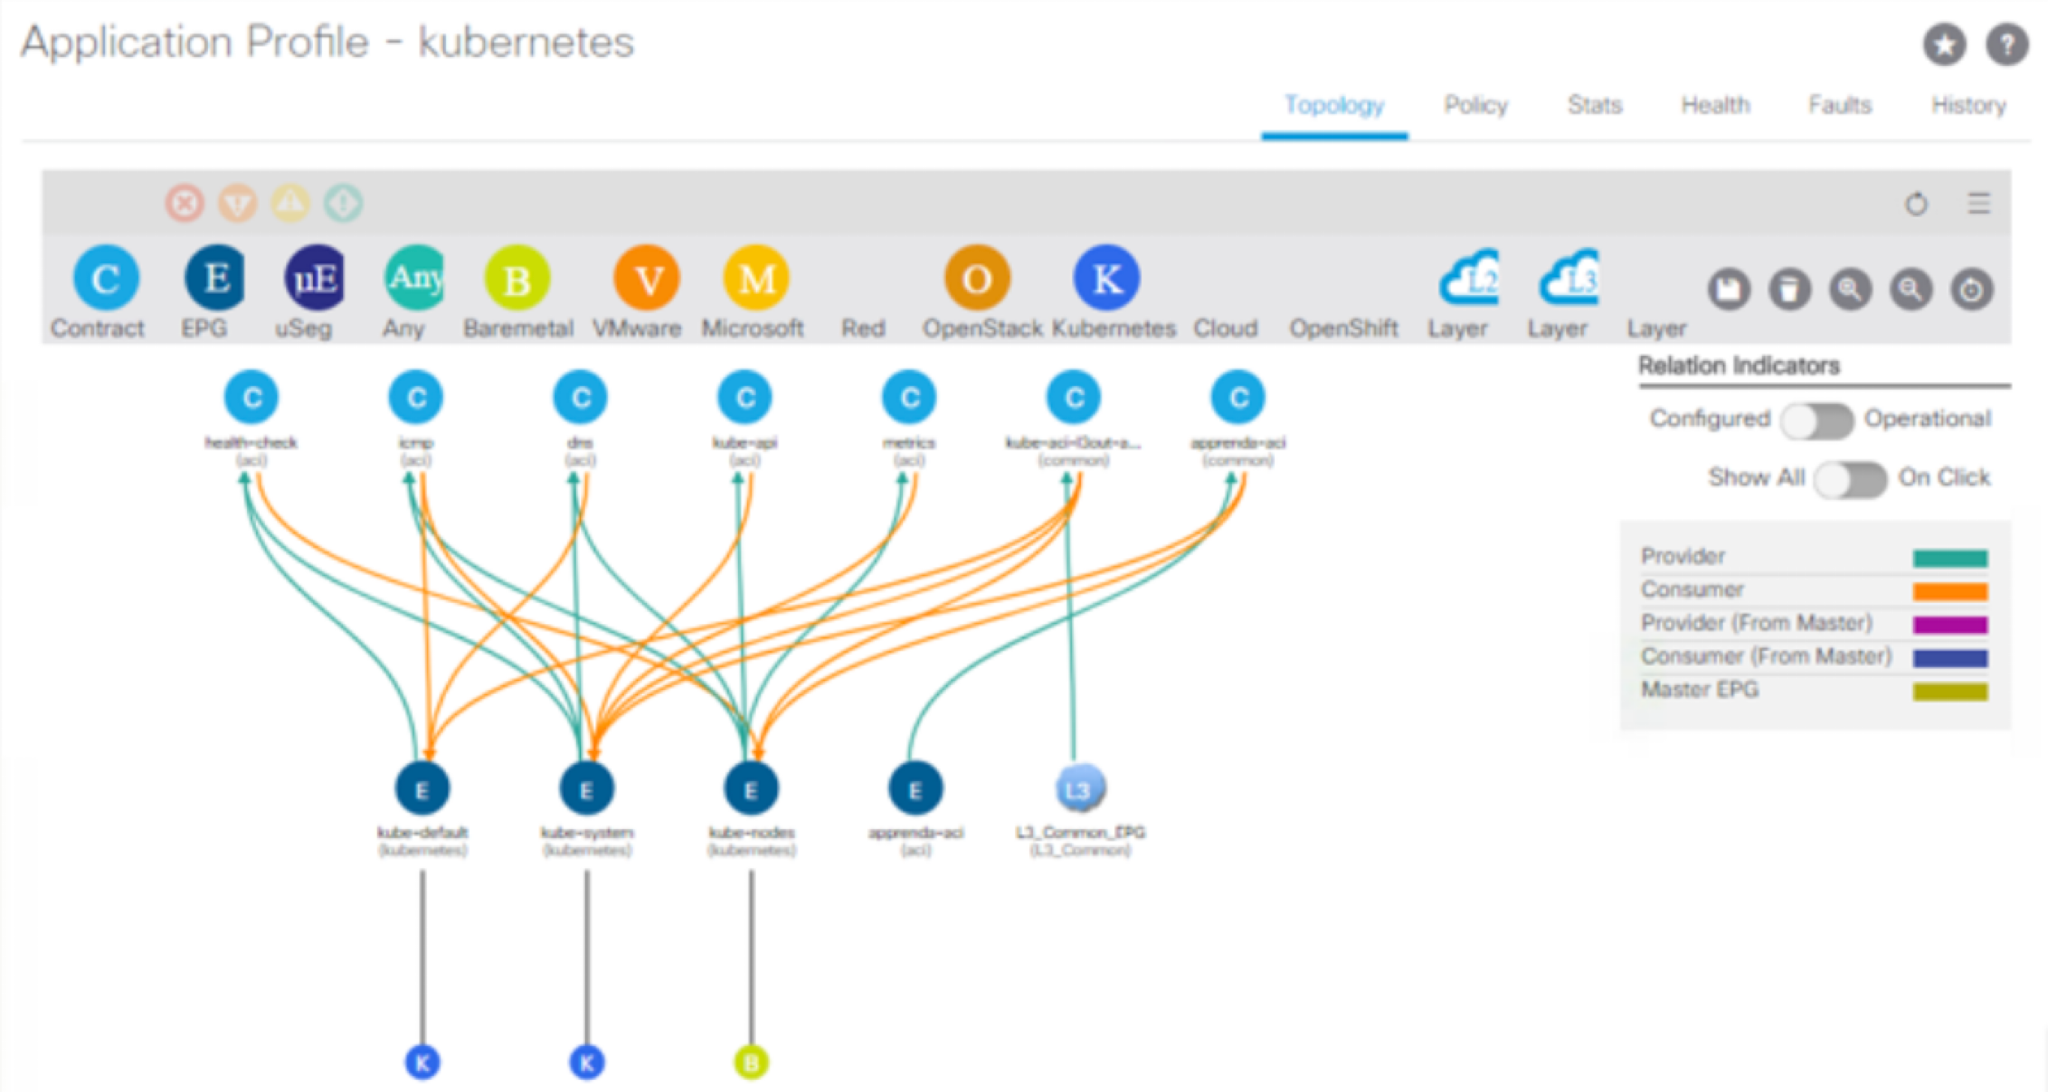 Application Profile - kubernetes
?
Topology Policy Stats Health Faults History
C E µE Any B V M O K L2 L3
Contract EPG uSeg Any Baremetal VMware Microsoft Red OpenStack Kubernetes Cloud OpenShift Layer Layer Layer
Relation Indicators
Configured Operational
Show All On Click
C C C C C C C
health-check icmp dns kube-api metrics kube-aci-l3out-a... apprenda-aci
(aci) (aci) (aci) (aci) (aci) (common) (common)
Provider
Consumer
Provider (From Master)
Consumer (From Master)
Master EPG
E E E E L3
kube-default kube-system kube-nodes apprenda-aci L3_Common_EPG
(kubernetes) (kubernetes) (kubernetes) (aci) (L3_Common)
K K B